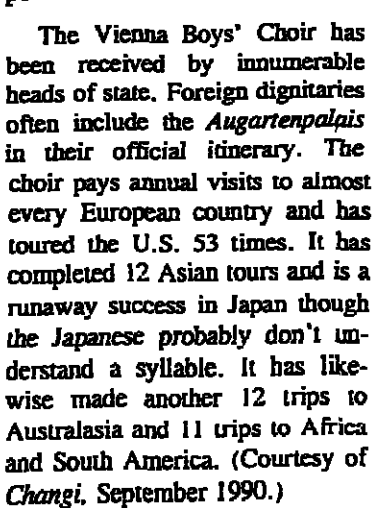 The Vienna Boys' Choir has
been received by innumerable
heads of state. Foreign dignitaries
often include the Augartenpalais
in their official itinerary. The
choir pays annual visits to almost
every European country and has
toured the U.S. 53 times. It has
completed 12 Asian tours and is a
runaway success in Japan though
the Japanese probably don't un-
derstand a syllable. It has like-
wise made another 12 trips to
Australasia and 11 trips to Africa
and South America. (Courtesy of
Changi, September 1990.)